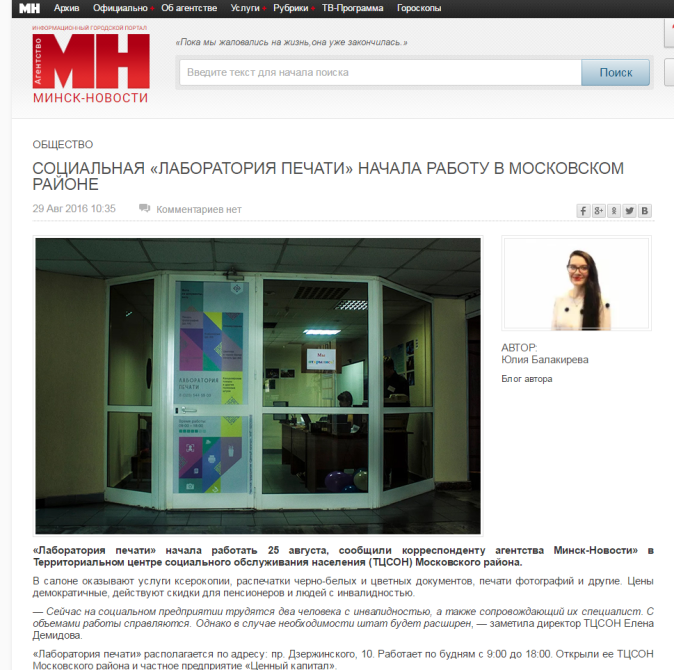 МН Архив Официально Об агентстве Услуги Рубрики ТВ-Программа Гороскопы
ИНФОРМАЦИОННЫЙ ГОРОДСКОЙ ПОРТАЛ
Агентство
МН
МИНСК-НОВОСТИ
«Пока мы жаловались на жизнь,она уже закончилась.»
Введите текст для начала поиска
Поиск
ОБЩЕСТВО
СОЦИАЛЬНАЯ «ЛАБОРАТОРИЯ ПЕЧАТИ» НАЧАЛА РАБОТУ В МОСКОВСКОМ
РАЙОНЕ
29 Авг 2016 10:35 Комментариев нет
ЛАБОРАТОРИЯ
ПЕЧАТИ
Мы
АВТОР:
Юлия Балакирева
Блог автора
«Лаборатория печати» начала работать 25 августа, сообщили корреспонденту агентства Минск-Новости» в
Территориальном центре социального обслуживания населения (ТЦСОН) Московского района.
В салоне оказывают услуги ксерокопии, распечатки черно-белых и цветных документов, печати фотографий и другие. Цены
демократичные, действуют скидки для пенсионеров и людей с инвалидностью.
— Сейчас на социальном предприятии трудятся два человека с инвалидностью, а также сопровождающий их специалист. С
объемами работы справляются. Однако в случае необходимости штат будет расширен, — заметила директор ТЦСОН Елена
Демидова.
«Лаборатория печати» располагается по адресу: пр. Дзержинского, 10. Работает по будням с 9:00 до 18:00. Открыли ее ТЦСОН
Московского района и частное предприятие «Ценный капитал».